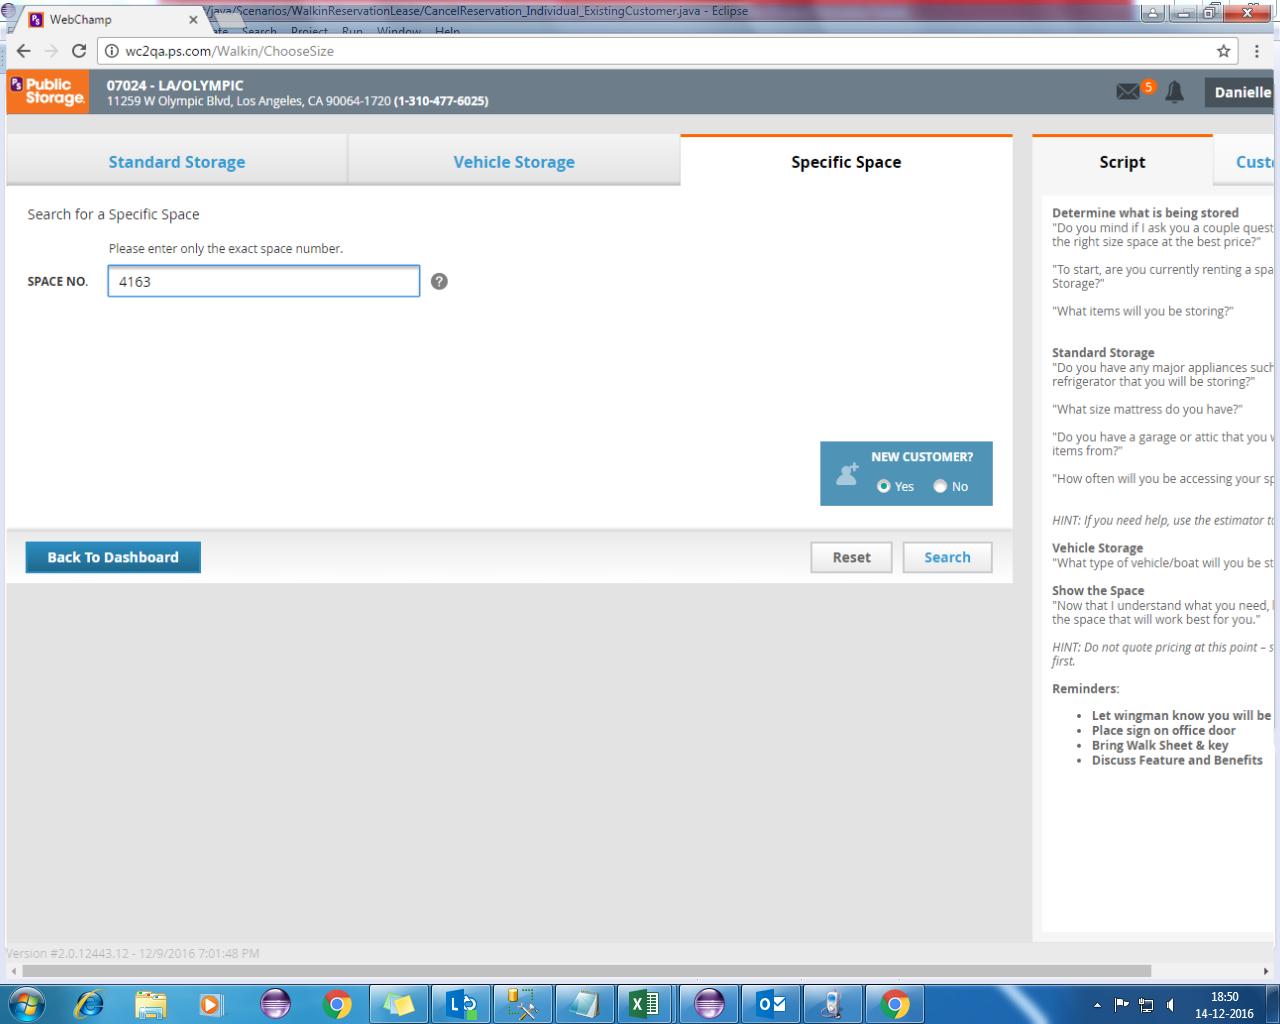 /java/Scenarios/WalkinReservationLease/CancelReservation_Individual_ExistingCustomer.java - Eclipse
WebChamp
Search Project Run Window Help
wc2qa.ps.com/Walkin/ChooseSize
Public Storage
07024 - LA/OLYMPIC
11259 W Olympic Blvd, Los Angeles, CA 90064-1720 (1-310-477-6025)
5
Danielle
Standard Storage
Vehicle Storage
Specific Space
Script
Search for a Specific Space
Please enter only the exact space number.
SPACE NO. 4163 ?
NEW CUSTOMER?
Yes No
Back To Dashboard
Reset
Search
Determine what is being stored
"Do you mind if I ask you a couple quest
the right size space at the best price?"
"To start, are you currently renting a spa
Storage?"
"What items will you be storing?"
Standard Storage
"Do you have any major appliances such
refrigerator that you will be storing?"
"What size mattress do you have?"
"Do you have a garage or attic that you
items from?"
"How often will you be accessing your sp
HINT: If you need help, use the estimator to
Vehicle Storage
"What type of vehicle/boat will you be st
Show the Space
"Now that I understand what you need,
the space that will work best for you."
HINT: Do not quote pricing at this point – s
first.
Reminders:
Let wingman know you will be
Place sign on office door
Bring Walk Sheet & key
Discuss Feature and Benefits
Version #2.0.12443.12 - 12/9/2016 7:01:48 PM
18:50
14-12-2016